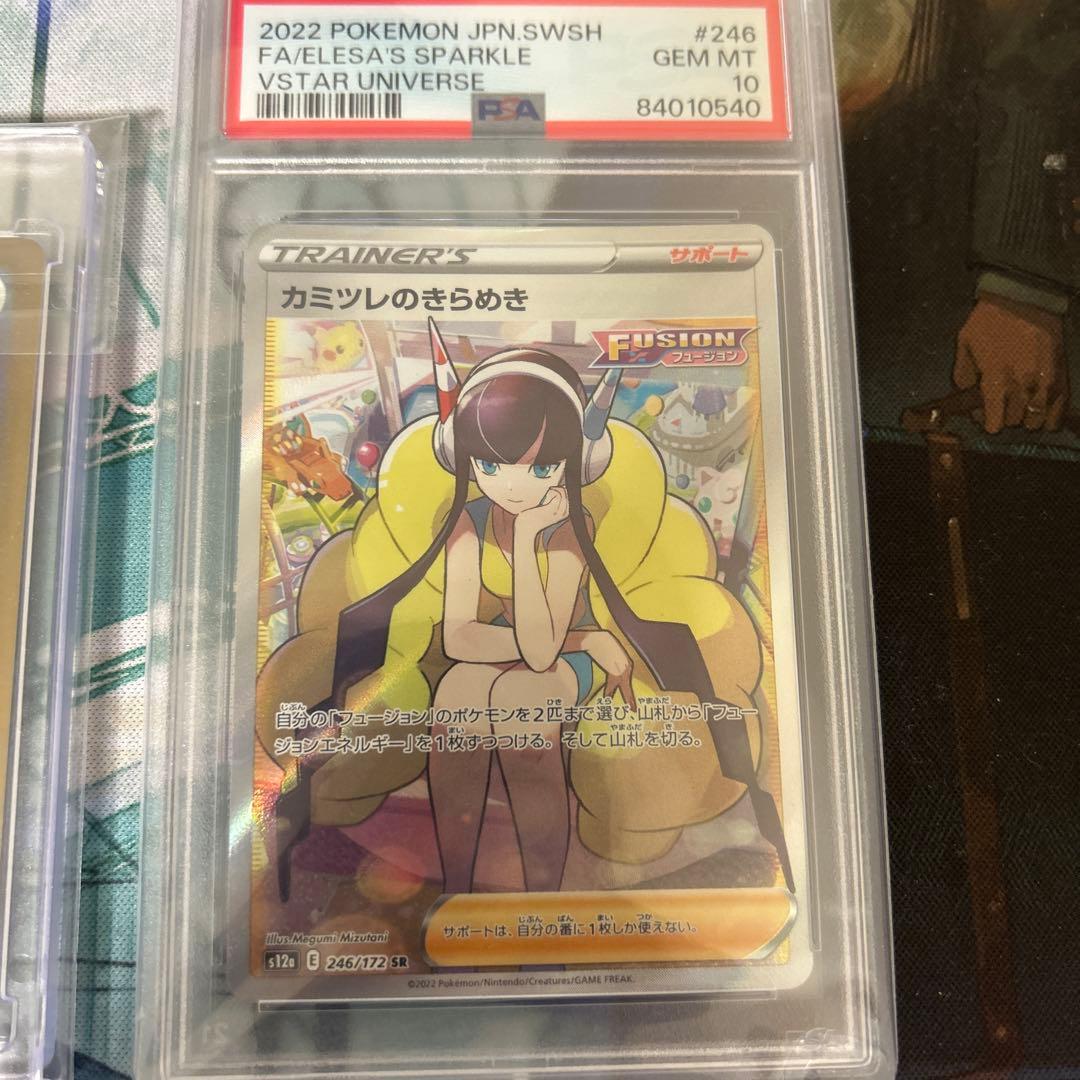 2022 POKEMON JPN.SWSH #246
FA/ELESA'S SPARKLE GEM MT
VSTAR UNIVERSE 10
PSA 84010540
TRAINER'S サポート
カミツレのきらめき
FUSION
フュージョン
自分の「フュージョン」のポケモンを2匹まで選び、山札から「フュー
ジョンエネルギー」を1枚ずつつける。そして山札を切る。
サポートは、自分の番に1枚しか使えない。
Illus.Megumi Mizutani
s12a E 246/172 SR
©2022 Pokémon/Nintendo/Creatures/GAME FREAK.